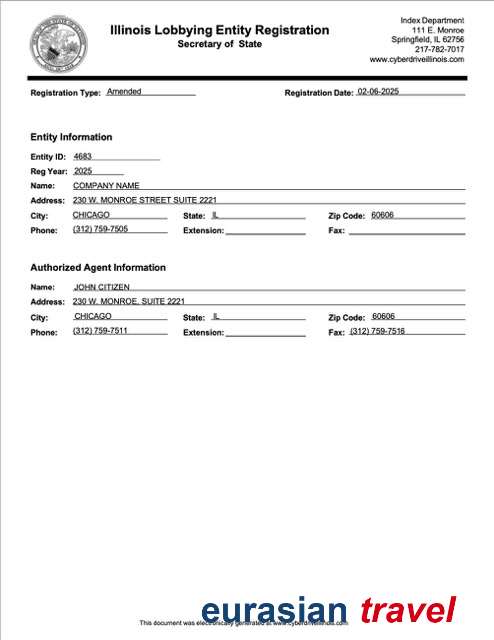 Illinois Lobbying Entity Registration
Secretary of State
Index Department
111 E. Monroe
Springfield, IL 62756
217-782-7017
www.cyberdriveillinois.com
Registration Type: Amended Registration Date: 02-06-2025
Entity Information
Entity ID: 4683
Reg Year: 2025
Name: COMPANY NAME
Address: 230 W. MONROE STREET SUITE 2221
City: CHICAGO State: IL Zip Code: 60606
Phone: (312) 759-7505 Extension: Fax:
Authorized Agent Information
Name: JOHN CITIZEN
Address: 230 W. MONROE, SUITE 2221
City: CHICAGO State: IL Zip Code: 60606
Phone: (312) 759-7511 Extension: Fax: (312) 759-7516
eurasian travel
This document was electronically generated at www.cyberdriveillinois.com